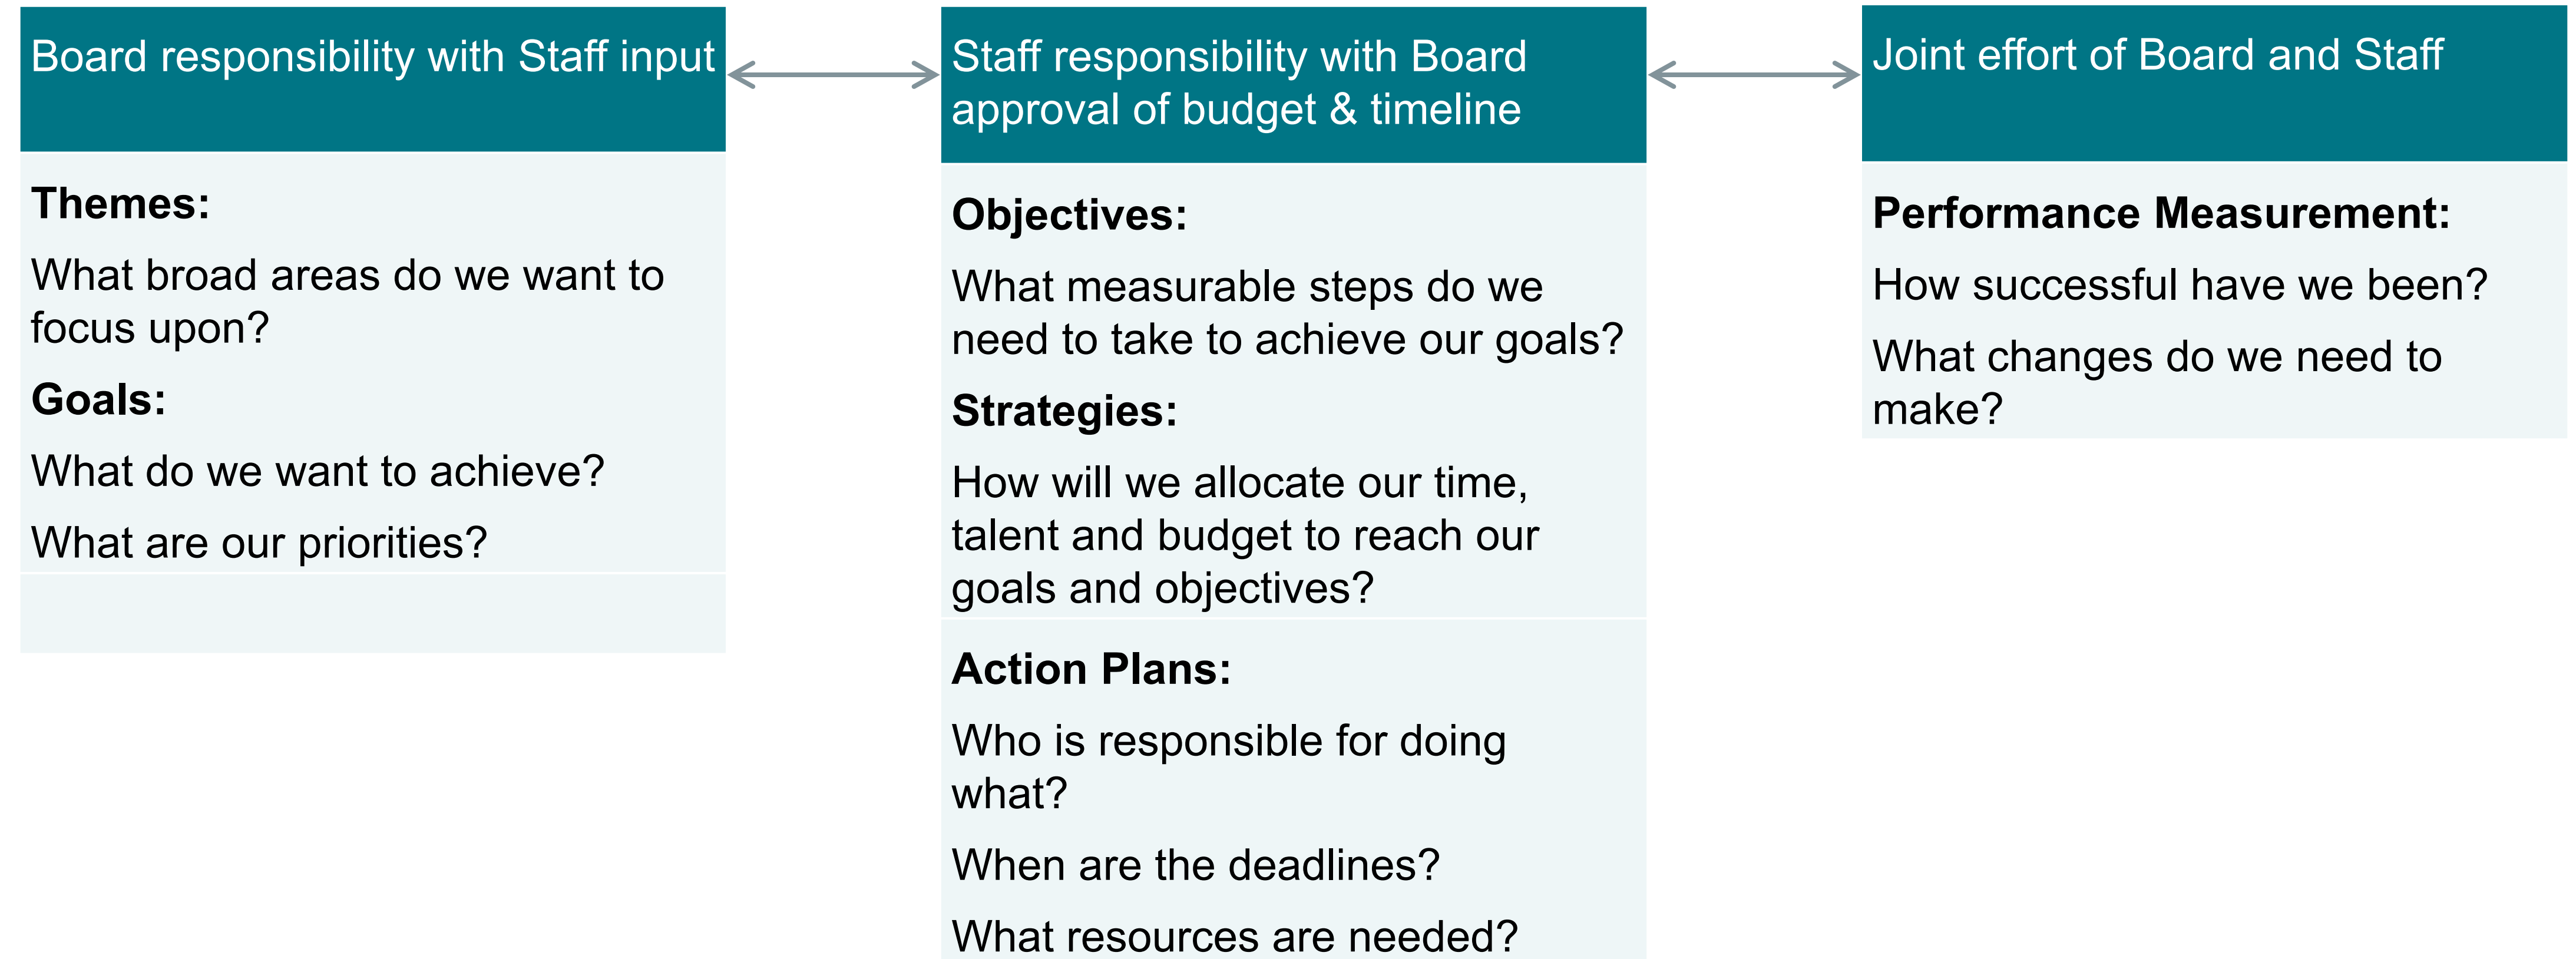 Board responsibility with Staff input
Themes:
What broad areas do we want to
focus upon?
Goals:
What do we want to achieve?
What are our priorities?
Staff responsibility with Board
approval of budget & timeline
Objectives:
What measurable steps do we
need to take to achieve our goals?
Strategies:
How will we allocate our time,
talent and budget to reach our
goals and objectives?
Action Plans:
Who is responsible for doing
what?
When are the deadlines?
What resources are needed?
Joint effort of Board and Staff
Performance Measurement:
How successful have we been?
What changes do we need to
make?